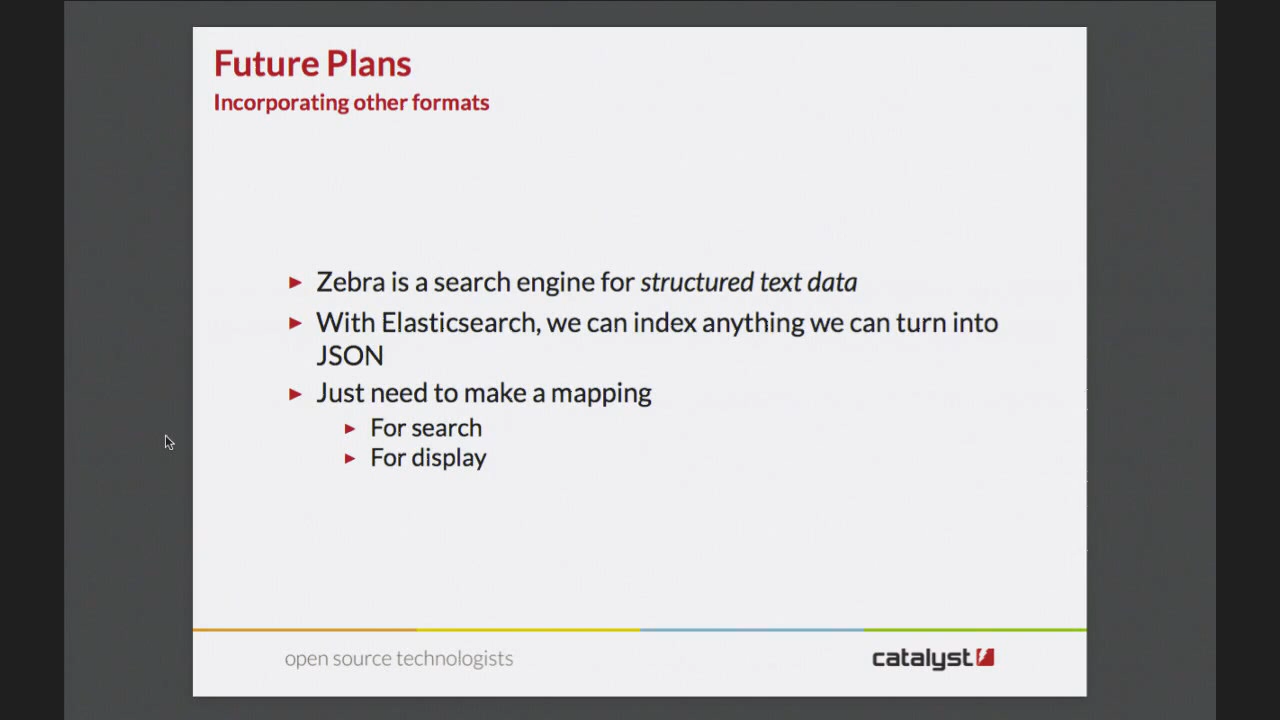 Future Plans
Incorporating other formats
► Zebra is a search engine for structured text data
► With Elasticsearch, we can index anything we can turn into
JSON
► Just need to make a mapping
► For search
► For display
open source technologists
catalyst